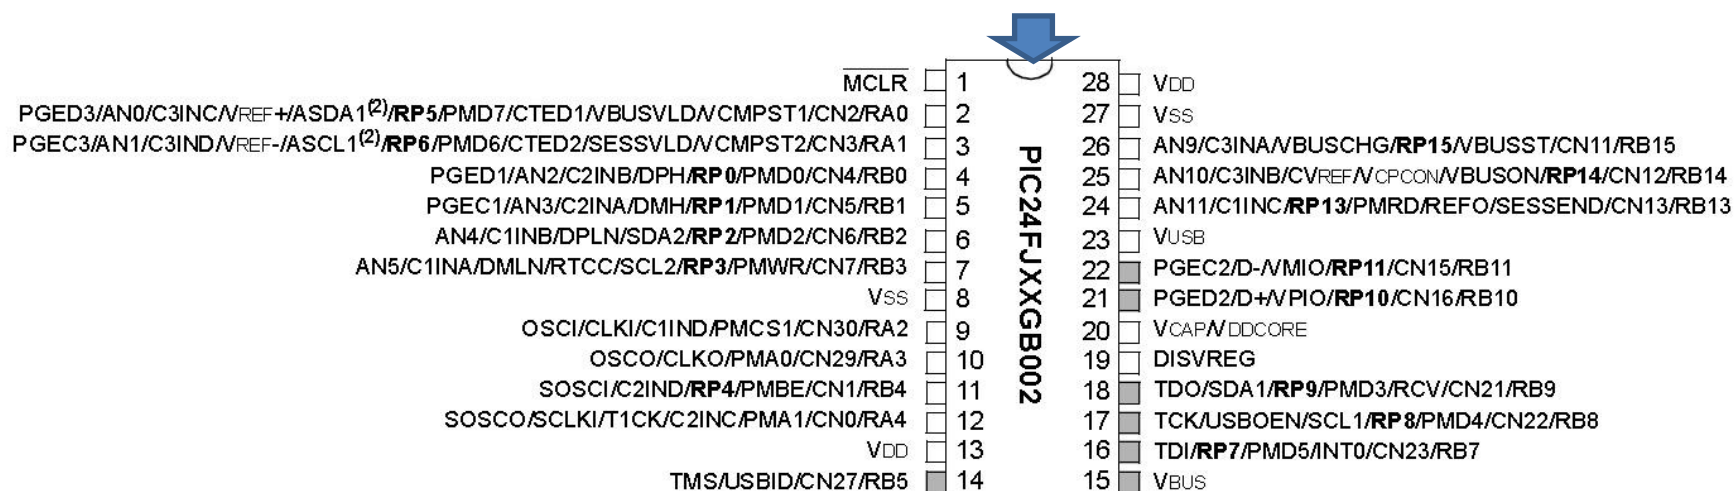 MCLR 1 28 VDD
PGED3/AN0/C3INC/VREF+/ASDA1(2)/RP5/PMD7/CTED1/VBUSVLD/VCMPST1/CN2/RA0 2 27 VSS
PGEC3/AN1/C3IND/VREF-/ASCL1(2)/RP6/PMD6/CTED2/SESSVLD/VCMPST2/CN3/RA1 3 26 AN9/C3INA/VBUSCHG/RP15/VBUSST/CN11/RB15
PGED1/AN2/C2INB/DPH/RP0/PMD0/CN4/RB0 4 25 AN10/C3INB/CVREF/VCPCON/VBUSON/RP14/CN12/RB14
PGEC1/AN3/C2INA/DMH/RP1/PMD1/CN5/RB1 5 24 AN11/C1INC/RP13/PMRD/REFO/SESSEND/CN13/RB13
AN4/C1INB/DPLN/SDA2/RP2/PMD2/CN6/RB2 6 23 VUSB
AN5/C1INA/DMLN/RTCC/SCL2/RP3/PMWR/CN7/RB3 7 22 PGEC2/D-/VMIO/RP11/CN15/RB11
VSS 8 21 PGED2/D+/VPIO/RP10/CN16/RB10
OSCI/CLKI/C1IND/PMCS1/CN30/RA2 9 20 VCAP/VDDCORE
OSCO/CLKO/PMA0/CN29/RA3 10 19 DISVREG
SOSCI/C2IND/RP4/PMBE/CN1/RB4 11 18 TDO/SDA1/RP9/PMD3/RCV/CN21/RB9
SOSCO/SCLKI/T1CK/C2INC/PMA1/CN0/RA4 12 17 TCK/USBOEN/SCL1/RP8/PMD4/CN22/RB8
VDD 13 16 TDI/RP7/PMD5/INT0/CN23/RB7
TMS/USBID/CN27/RB5 14 15 VBUS
PIC24FJXXGB002